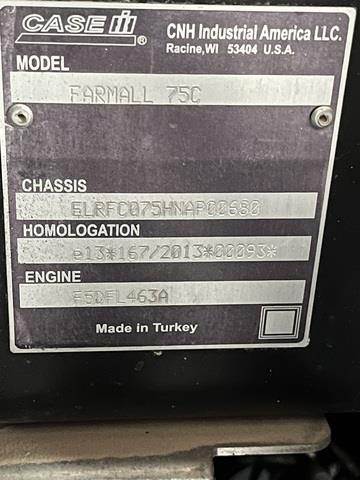 CASE IH ®
CNH Industrial America LLC.
Racine, WI 53404 U.S.A.
MODEL
FARMALL 75C
CHASSIS
ELRFC075HNAP00680
HOMOLOGATION
e13*167/2013*00093*
ENGINE
F5DFL463A
Made in Turkey